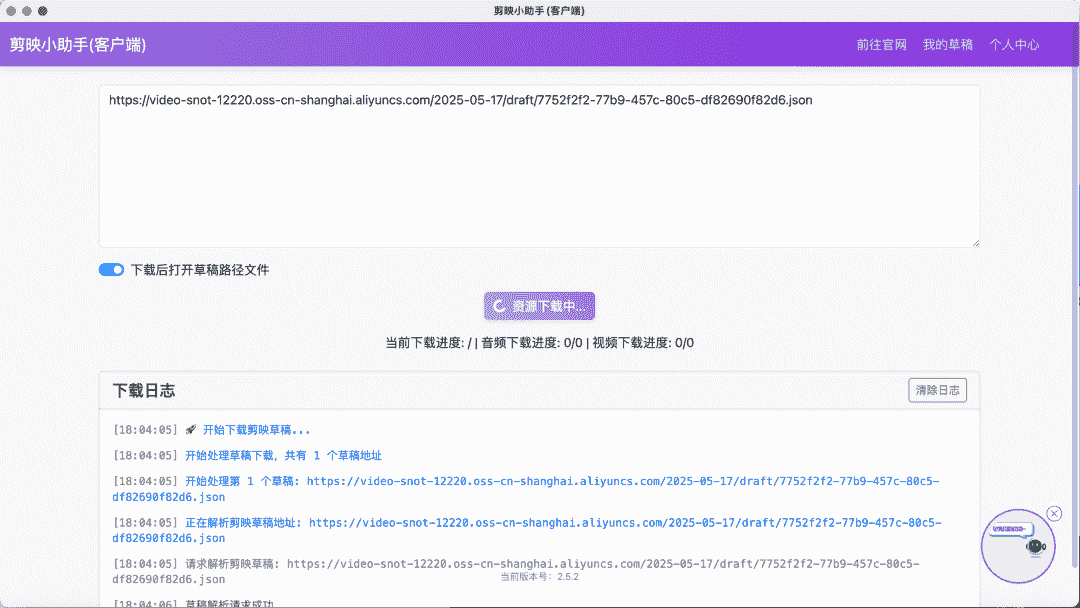 剪映小助手(客户端)
剪映小助手(客户端)
前往官网 我的草稿 个人中心
https://video-snot-12220.oss-cn-shanghai.aliyuncs.com/2025-05-17/draft/7752f2f2-77b9-457c-80c5-df82690f82d6.json
下载后打开草稿路径文件
资源下载中...
当前下载进度: / | 音频下载进度: 0/0 | 视频下载进度: 0/0
下载日志
清除日志
[18:04:05] 🚀 开始下载剪映草稿...
[18:04:05] 开始处理草稿下载, 共有 1 个草稿地址
[18:04:05] 开始处理第 1 个草稿: https://video-snot-12220.oss-cn-shanghai.aliyuncs.com/2025-05-17/draft/7752f2f2-77b9-457c-80c5-
df82690f82d6.json
[18:04:05] 正在解析剪映草稿地址: https://video-snot-12220.oss-cn-shanghai.aliyuncs.com/2025-05-17/draft/7752f2f2-77b9-457c-80c5-
df82690f82d6.json
[18:04:05] 请求解析剪映草稿: https://video-snot-12220.oss-cn-shanghai.aliyuncs.com/2025-05-17/draft/7752f2f2-77b9-457c-80c5-
df82690f82d6.json
当前版本号: 2.5.2
[18:04:06] 草稿解析请求成功